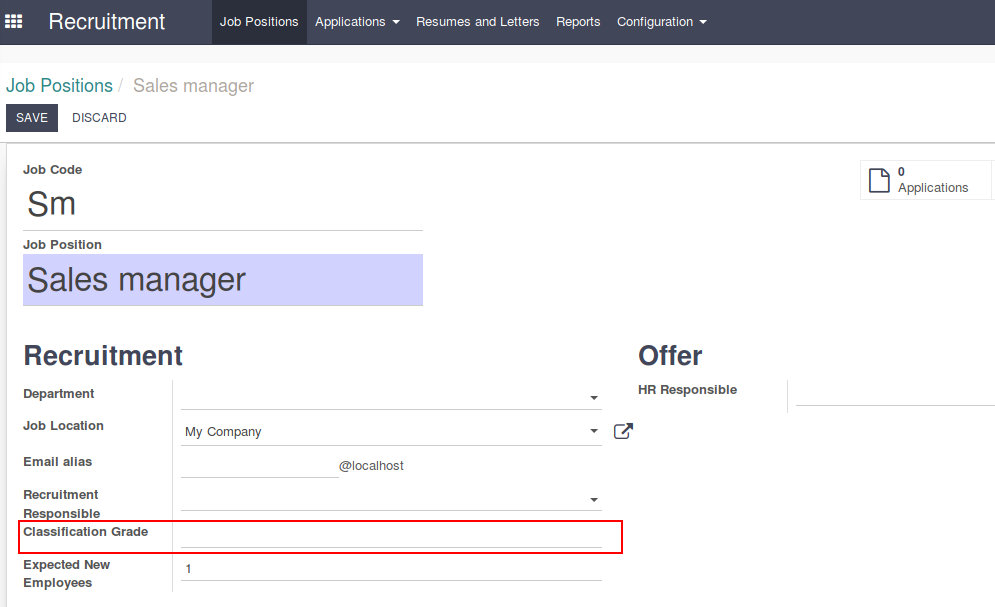 Recruitment Job Positions Applications Resumes and Letters Reports Configuration
Job Positions / Sales manager
SAVE DISCARD
Job Code
Sm
0
Applications
Job Position
Sales manager
Recruitment
Department
Job Location My Company
Email alias @localhost
Recruitment
Responsible
Classification Grade
Expected New
Employees 1
Offer
HR Responsible